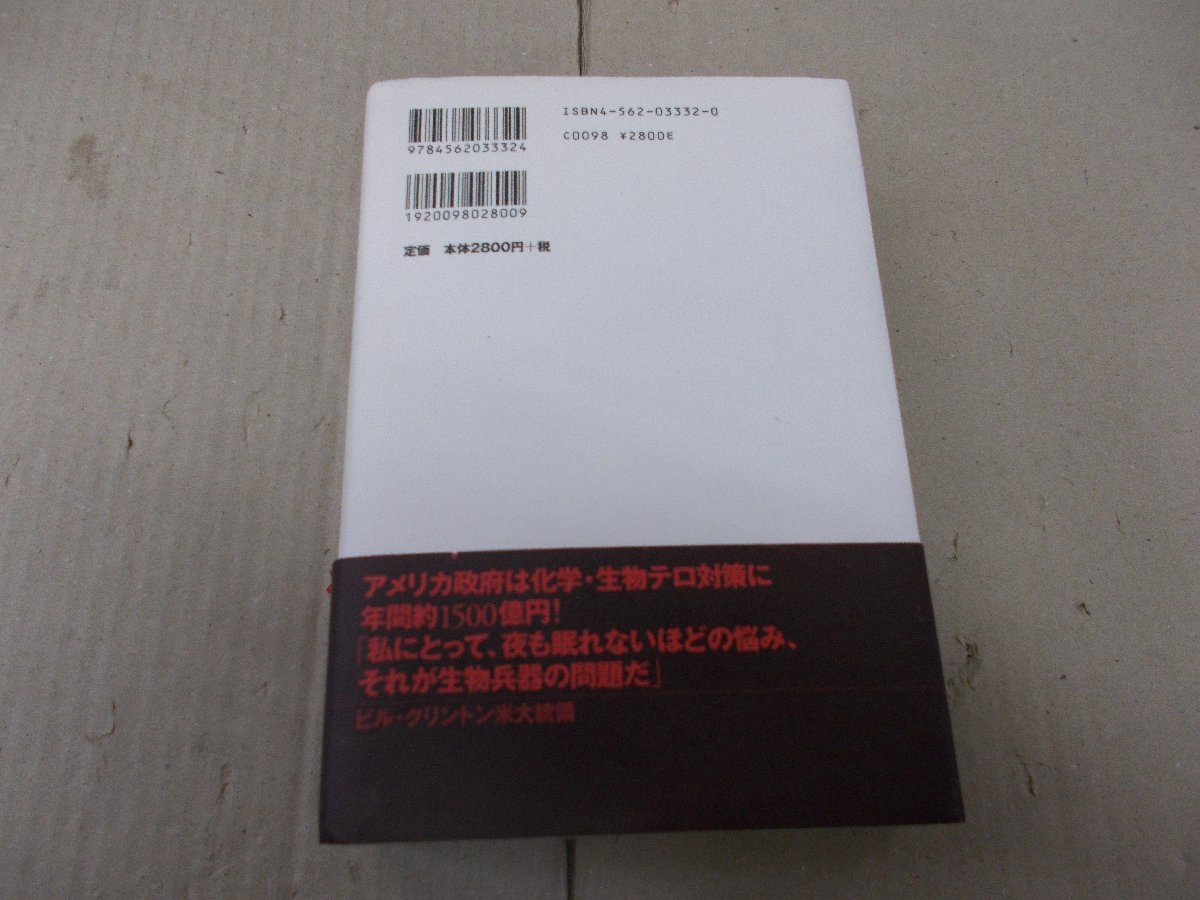 ISBN4-562-03332-0
C0098 ¥2800E
9784562033324
1920098028009
定価 本体2800円+税
アメリカ政府は化学・生物テロ対策に
年間約1500億円!
「私にとって、夜も眠れないほどの悩み、
それが生物兵器の問題だ」
ビル・クリントン米大統領